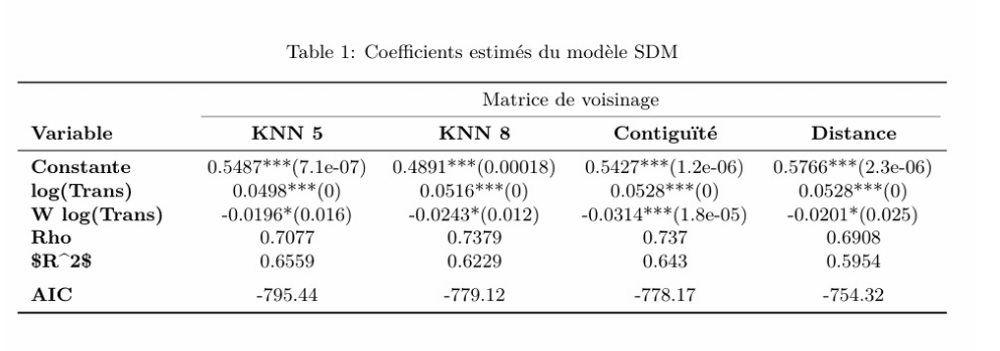 Table 1: Coefficients estimés du modèle SDM
Matrice de voisinage
Variable KNN 5 KNN 8 Contiguïté Distance
Constante 0.5487***(7.1e-07) 0.4891***(0.00018) 0.5427***(1.2e-06) 0.5766***(2.3e-06)
log(Trans) 0.0498***(0) 0.0516***(0) 0.0528***(0) 0.0528***(0)
W log(Trans) -0.0196*(0.016) -0.0243*(0.012) -0.0314***(1.8e-05) -0.0201*(0.025)
Rho 0.7077 0.7379 0.737 0.6908
$R^2$ 0.6559 0.6229 0.643 0.5954
AIC -795.44 -779.12 -778.17 -754.32